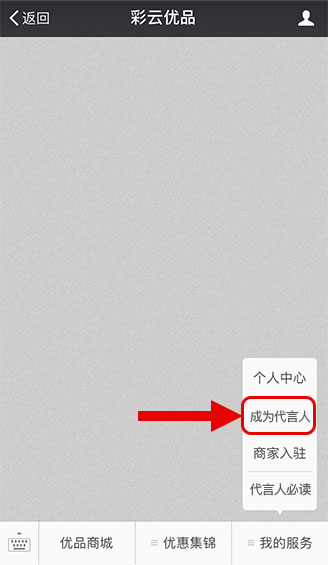 返回
彩云优品
个人中心
成为代言人
商家入驻
代言人必读
优品商城
优惠集锦
我的服务